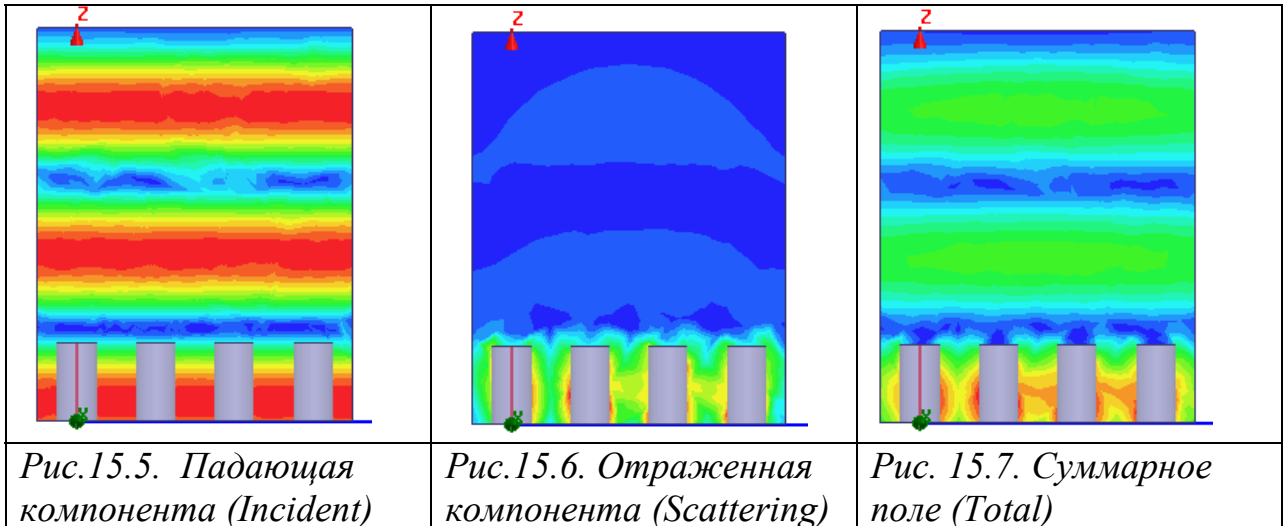 Z
Z
Z
Рис.15.5. Падающая
компонента (Incident)
Рис.15.6. Отраженная
компонента (Scattering)
Рис. 15.7. Суммарное
поле (Total)